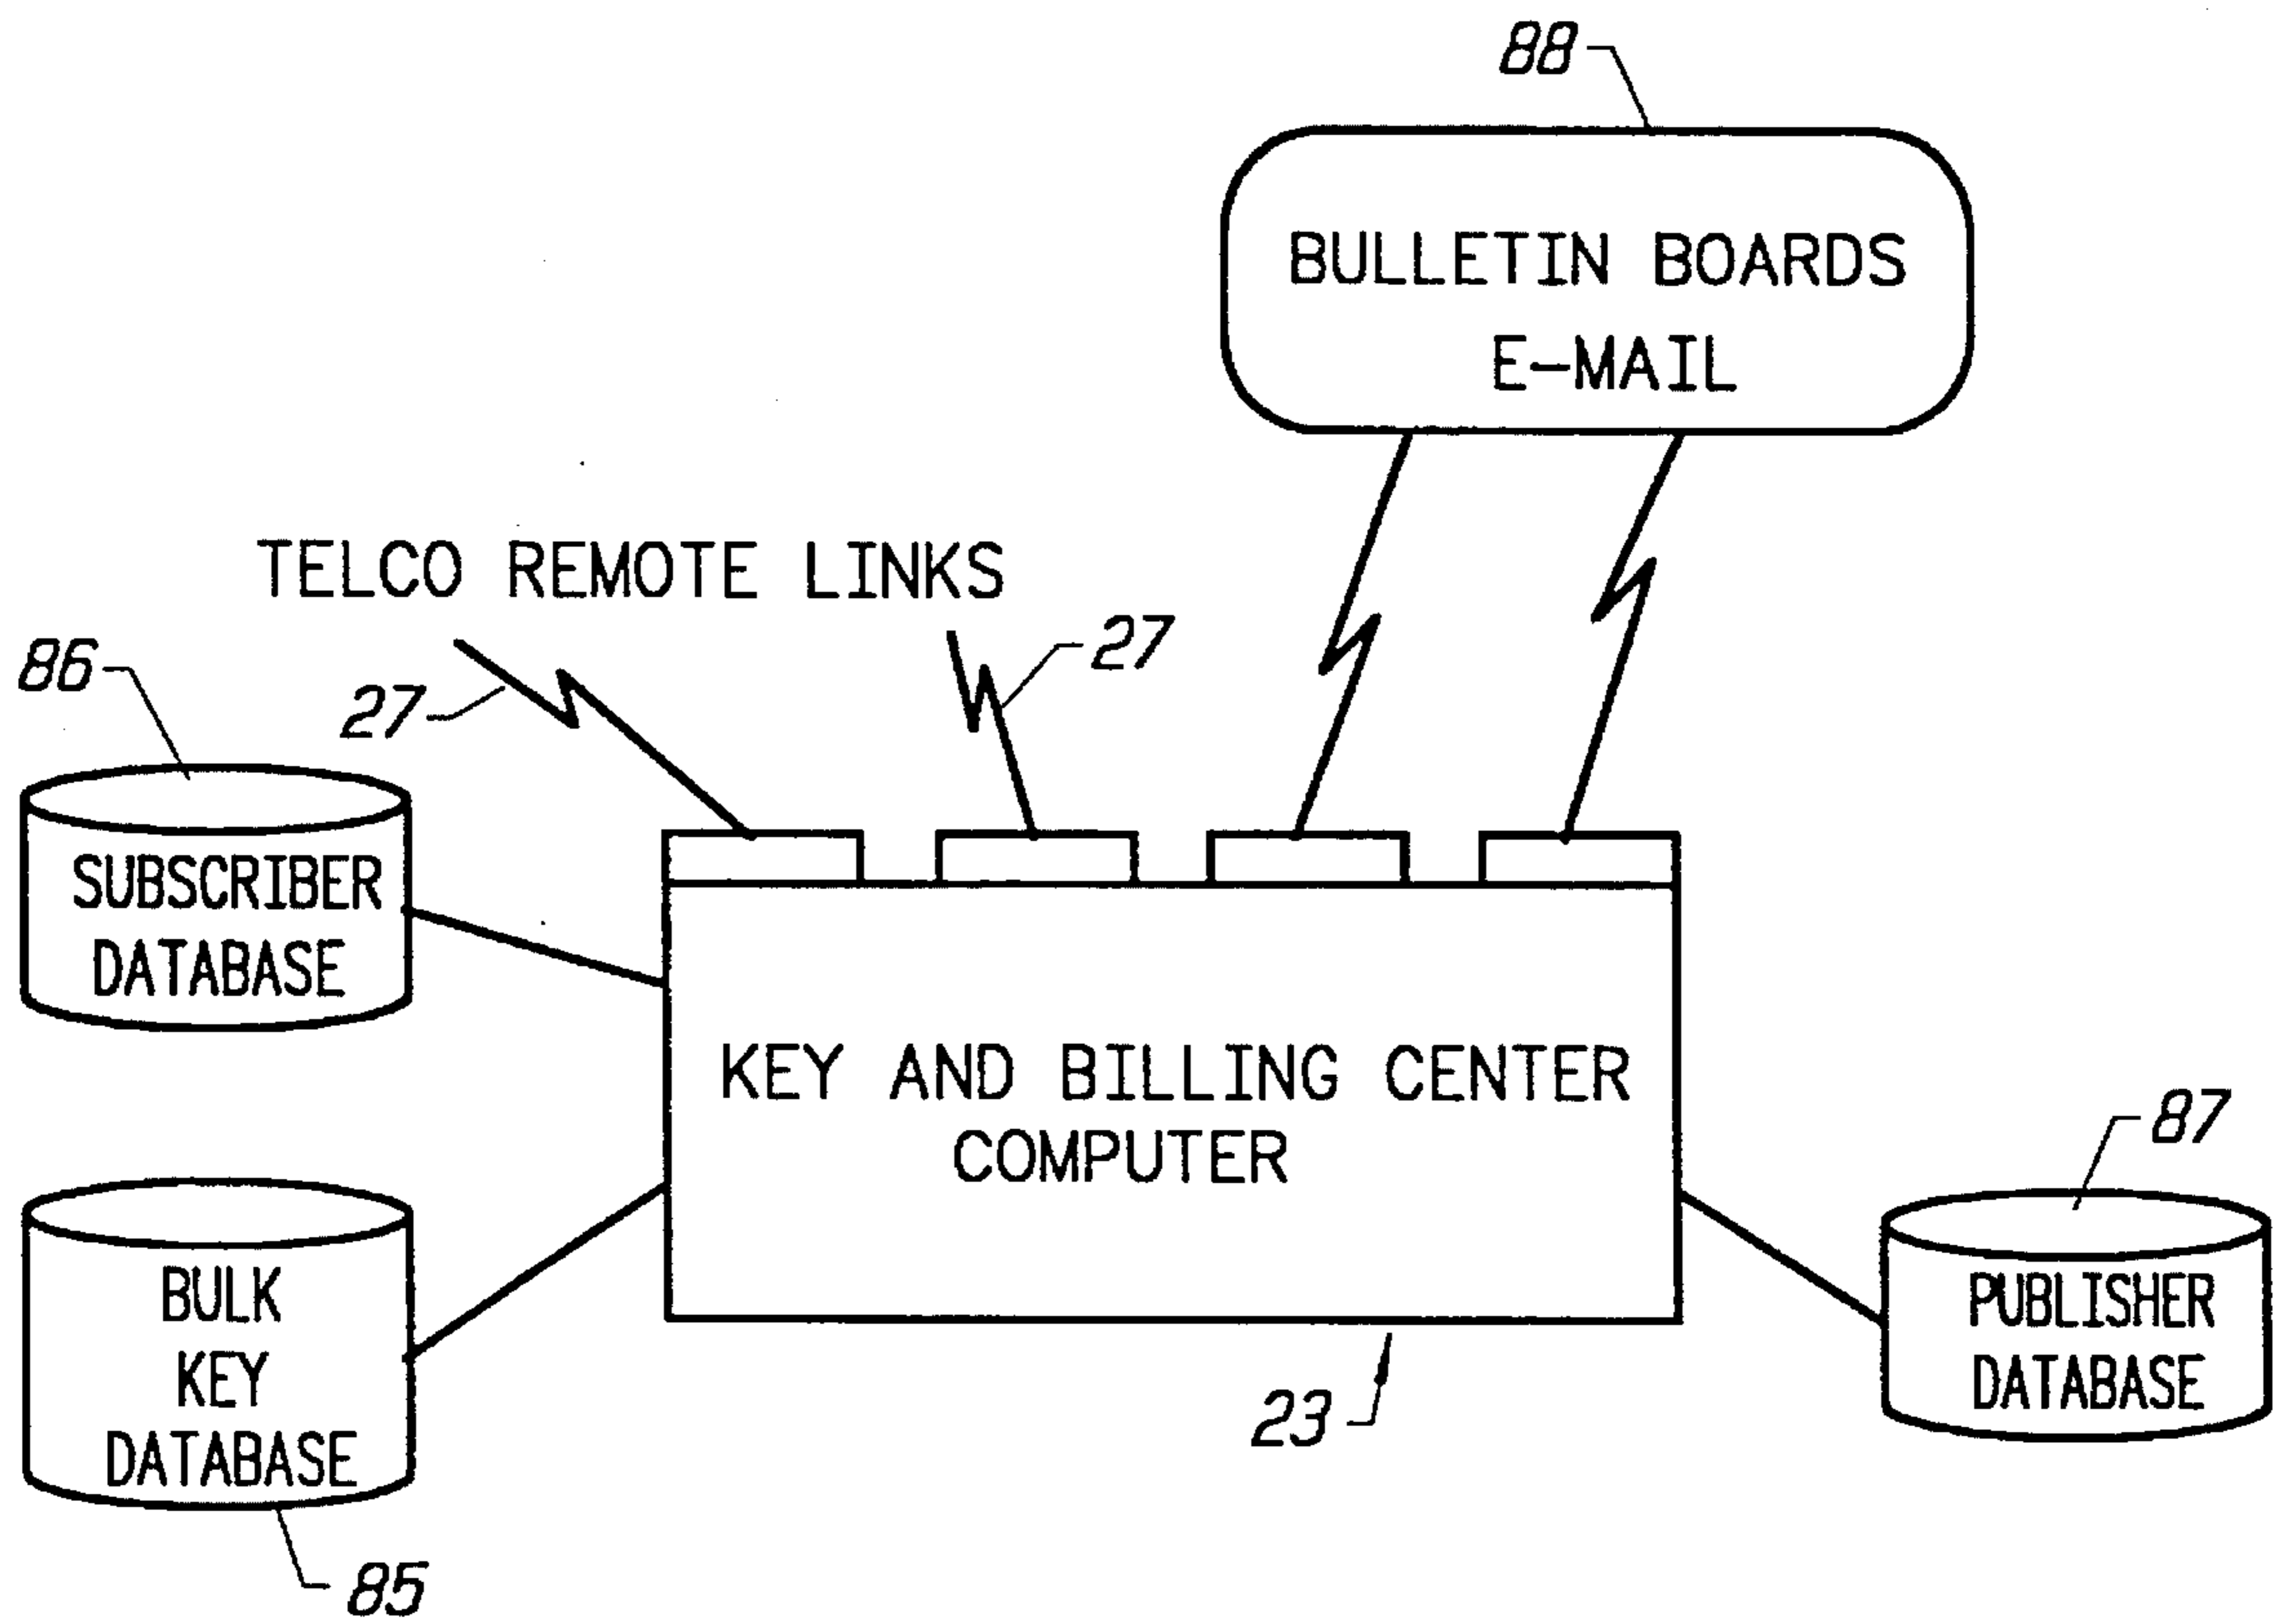 88
BULLETIN BOARDS
E-MAIL
TELCO REMOTE LINKS
27
27
86
SUBSCRIBER
DATABASE
KEY AND BILLING CENTER
COMPUTER
87
PUBLISHER
DATABASE
BULK
KEY
DATABASE
23
85